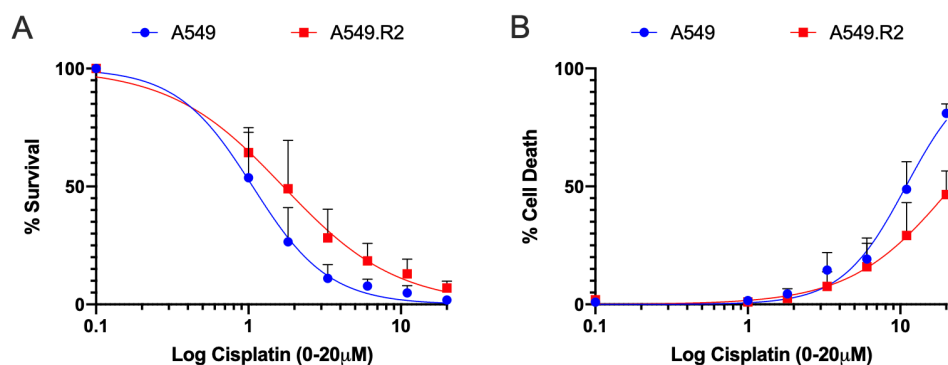 A
A549
A549.R2
% Survival
100
50
0
0.1
1
10
Log Cisplatin (0-20μM)
B
A549
A549.R2
% Cell Death
100
50
0
0.1
1
10
Log Cisplatin (0-20μM)